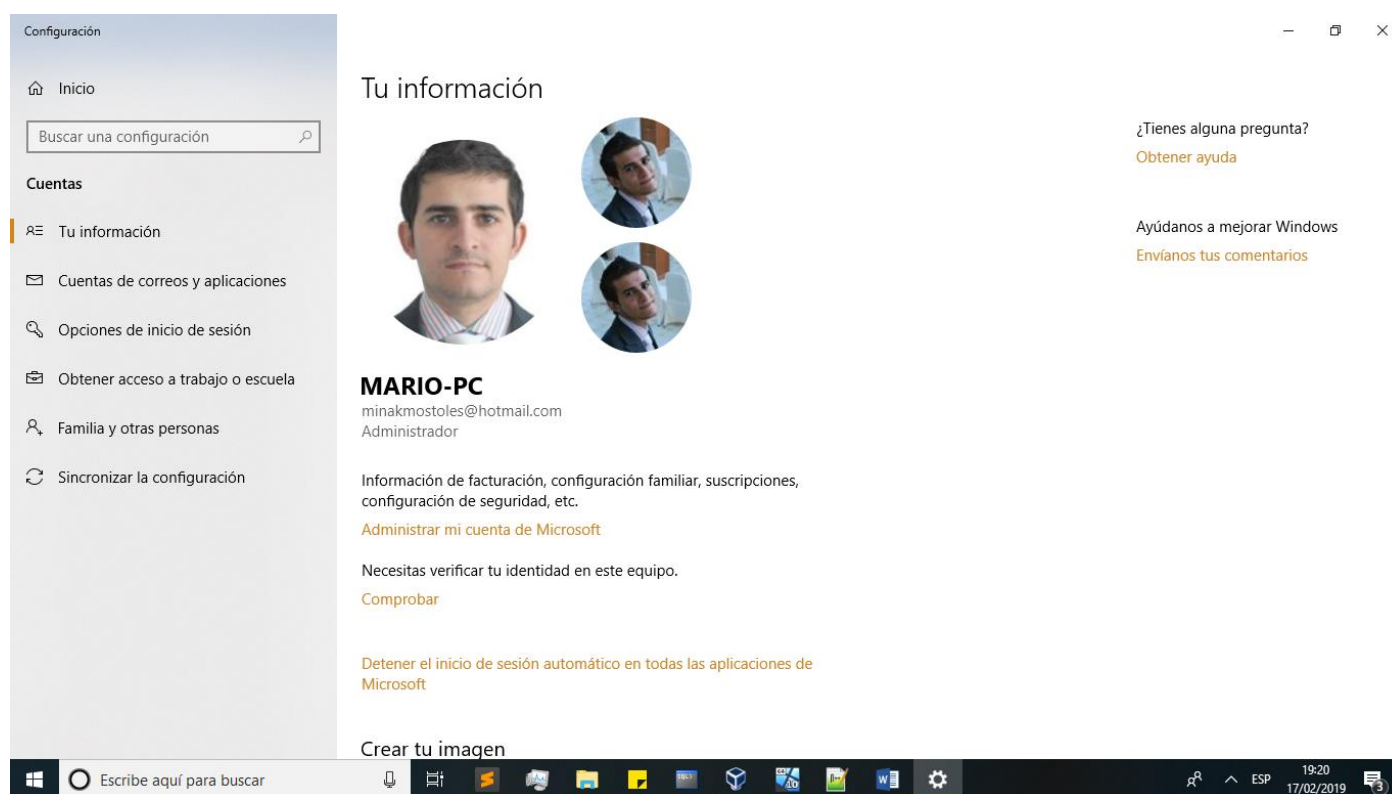 Configuración
Inicio
Buscar una configuración
Cuentas
Tu información
Cuentas de correos y aplicaciones
Opciones de inicio de sesión
Obtener acceso a trabajo o escuela
Familia y otras personas
Sincronizar la configuración
Tu información
MARIO-PC
minakmostoles@hotmail.com
Administrador
Información de facturación, configuración familiar, suscripciones,
configuración de seguridad, etc.
Administrar mi cuenta de Microsoft
Necesitas verificar tu identidad en este equipo.
Comprobar
Detener el inicio de sesión automático en todas las aplicaciones de
Microsoft
Crear tu imagen
¿Tienes alguna pregunta?
Obtener ayuda
Ayúdanos a mejorar Windows
Envíanos tus comentarios
Escribe aquí para buscar
ESP
19:20
17/02/2019
3